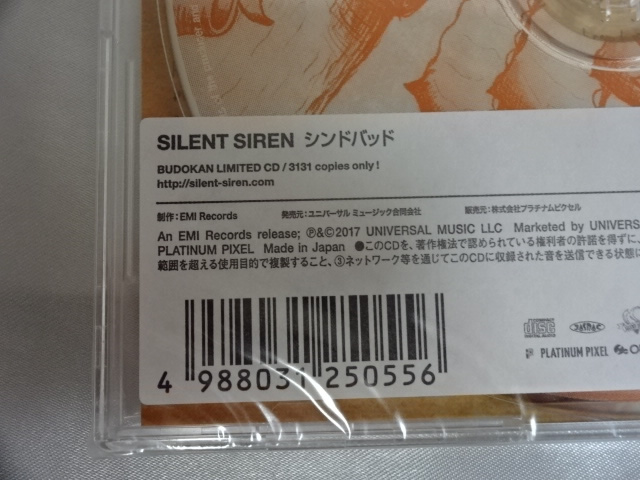 SILENT SIREN シンドバッド
BUDOKAN LIMITED CD / 3131 copies only!
http://silent-siren.com
制作：EMI Records 発売元：ユニバーサル ミュージック合同会社 販売元：株式会社プラチナムピクセル
An EMI Records release; Ⓟ&©2017 UNIVERSAL MUSIC LLC Marketed by UNIVERS
PLATINUM PIXEL Made in Japan ●このCDを、著作権法で認められている権利者の許諾を得ずに、
範囲を超える使用目的で複製すること、③ネットワーク等を通じてこのCDに収録された音を送信できる状態に
COMPACT disc
PLATINUM PIXEL
4 988031 250556